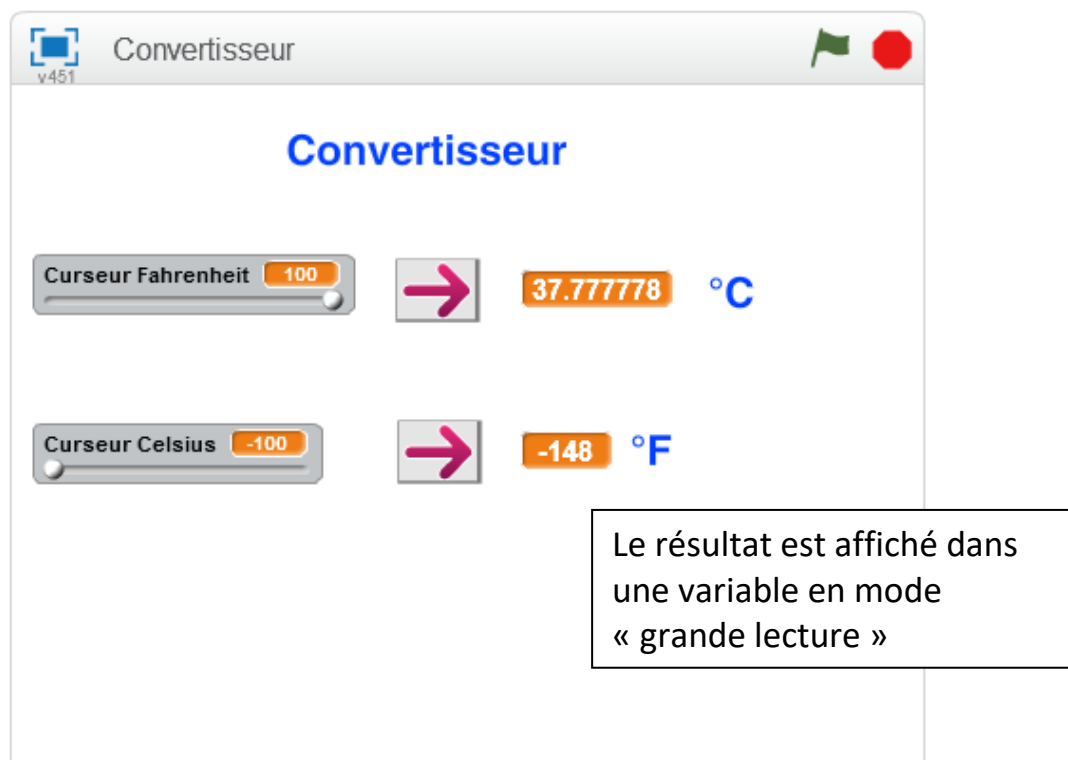 Convertisseur
v451
Convertisseur
Curseur Fahrenheit 100
37.777778 °C
Curseur Celsius -100
-148 °F
Le résultat est affiché dans
une variable en mode
« grande lecture »